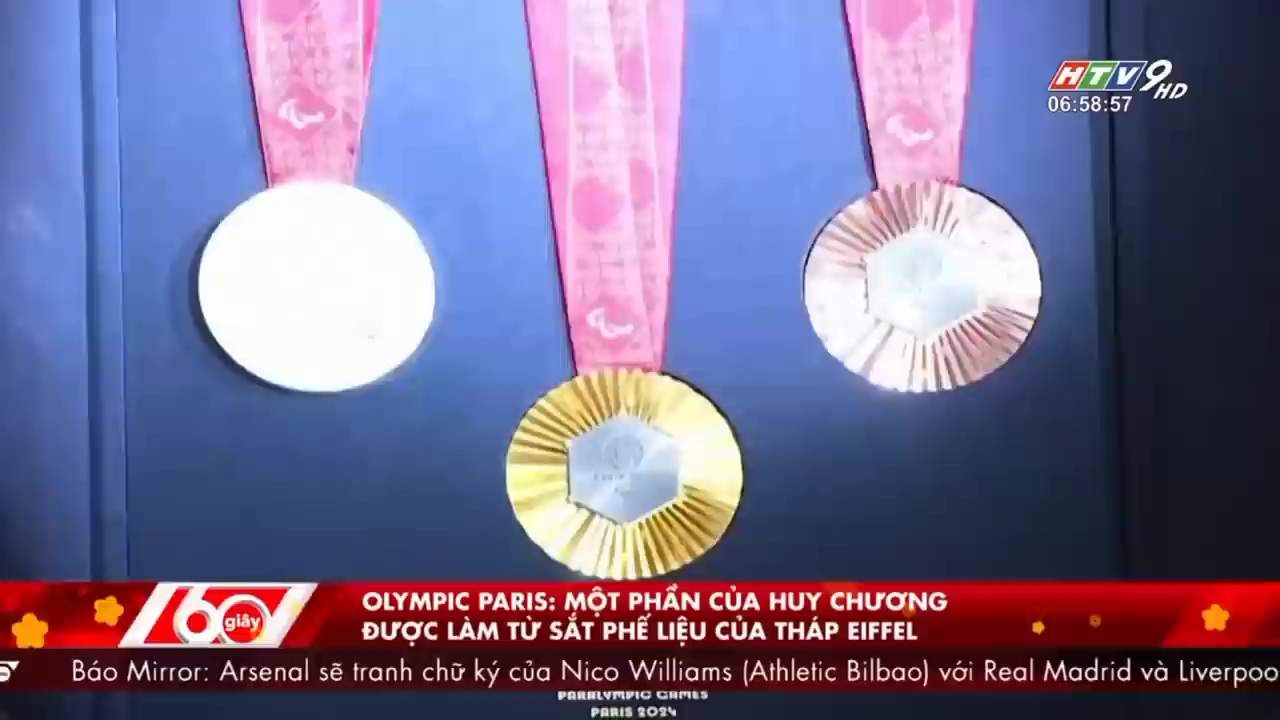 HTV9 HD
06:58:57
60 giây
OLYMPIC PARIS: MỘT PHẦN CỦA HUY CHƯƠNG
ĐƯỢC LÀM TỪ SẮT PHẾ LIỆU CỦA THÁP EIFFEL
Báo Mirror: Arsenal sẽ tranh chữ ký của Nico Williams (Athletic Bilbao) với Real Madrid và Liverpoo
PARALYMPIC GAMES
PARIS 2024